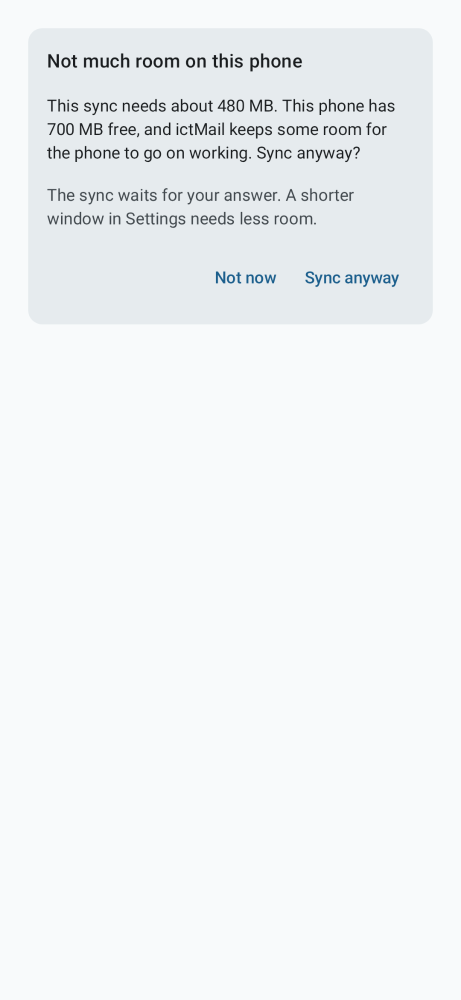 Not much room on this phone
This sync needs about 480 MB. This phone has
700 MB free, and ictMail keeps some room for
the phone to go on working. Sync anyway?
The sync waits for your answer. A shorter
window in Settings needs less room.
Not now Sync anyway